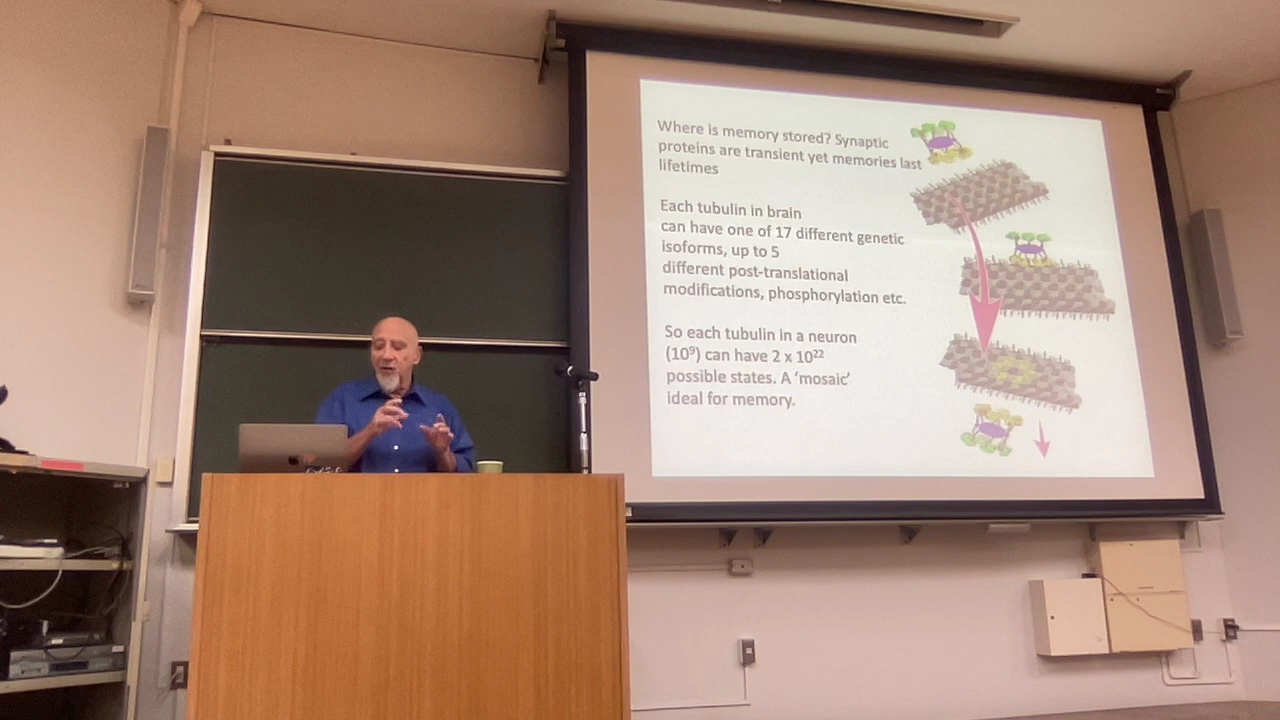 Where is memory stored? Synaptic
proteins are transient yet memories last
lifetimes
Each tubulin in brain
can have one of 17 different genetic
isoforms, up to 5
different post-translational
modifications, phosphorylation etc.
So each tubulin in a neuron
(10⁹) can have 2 x 10²²
possible states. A ‘mosaic’
ideal for memory.